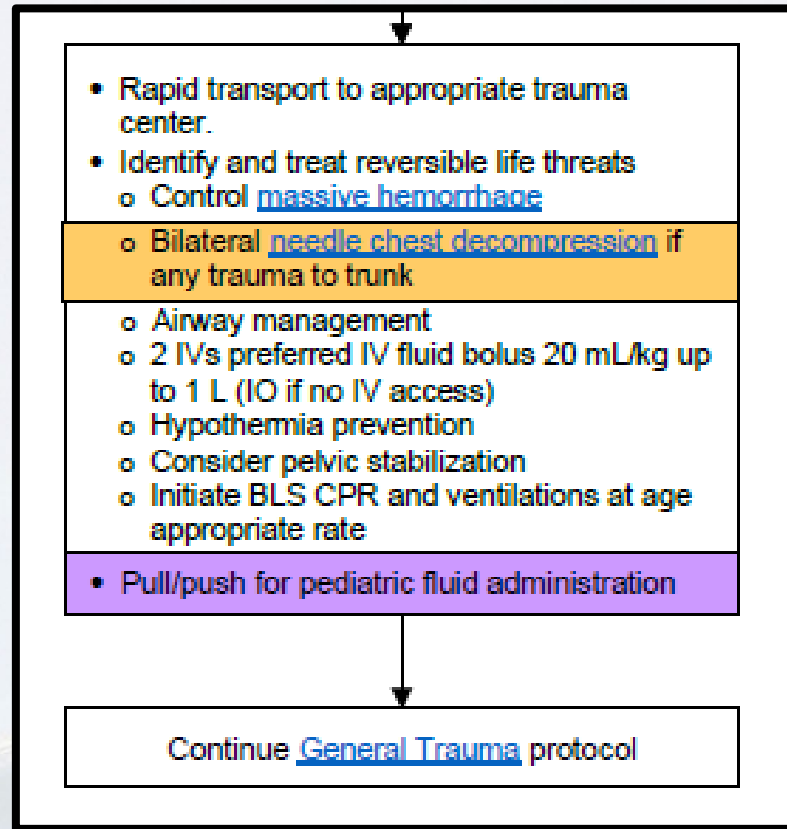 • Rapid transport to appropriate trauma
center.
• Identify and treat reversible life threats
o Control massive hemorrhage
o Bilateral needle chest decompression if
any trauma to trunk
o Airway management
o 2 IVs preferred IV fluid bolus 20 mL/kg up
to 1 L (IO if no IV access)
o Hypothermia prevention
o Consider pelvic stabilization
o Initiate BLS CPR and ventilations at age
appropriate rate
• Pull/push for pediatric fluid administration
Continue General Trauma protocol